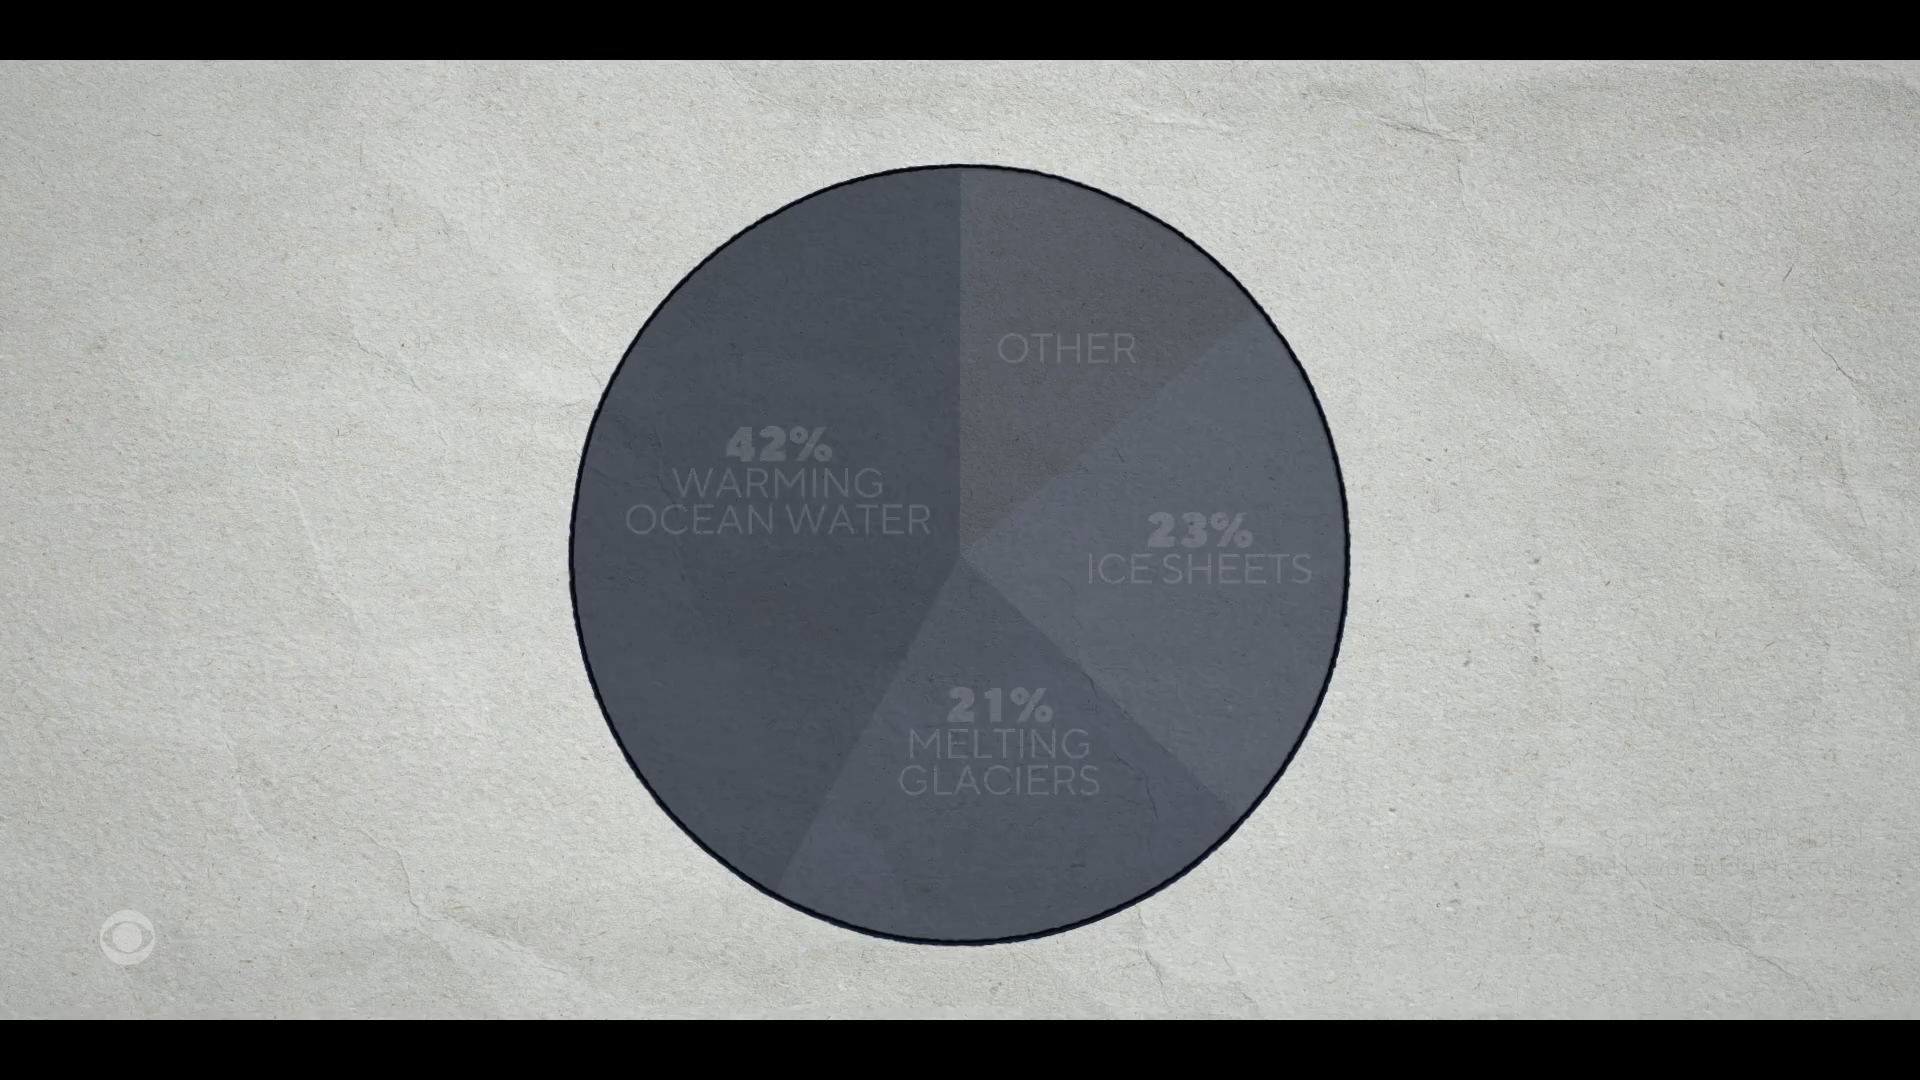 OTHER
42%
WARMING
OCEAN WATER
23%
ICE SHEETS
21%
MELTING
GLACIERS